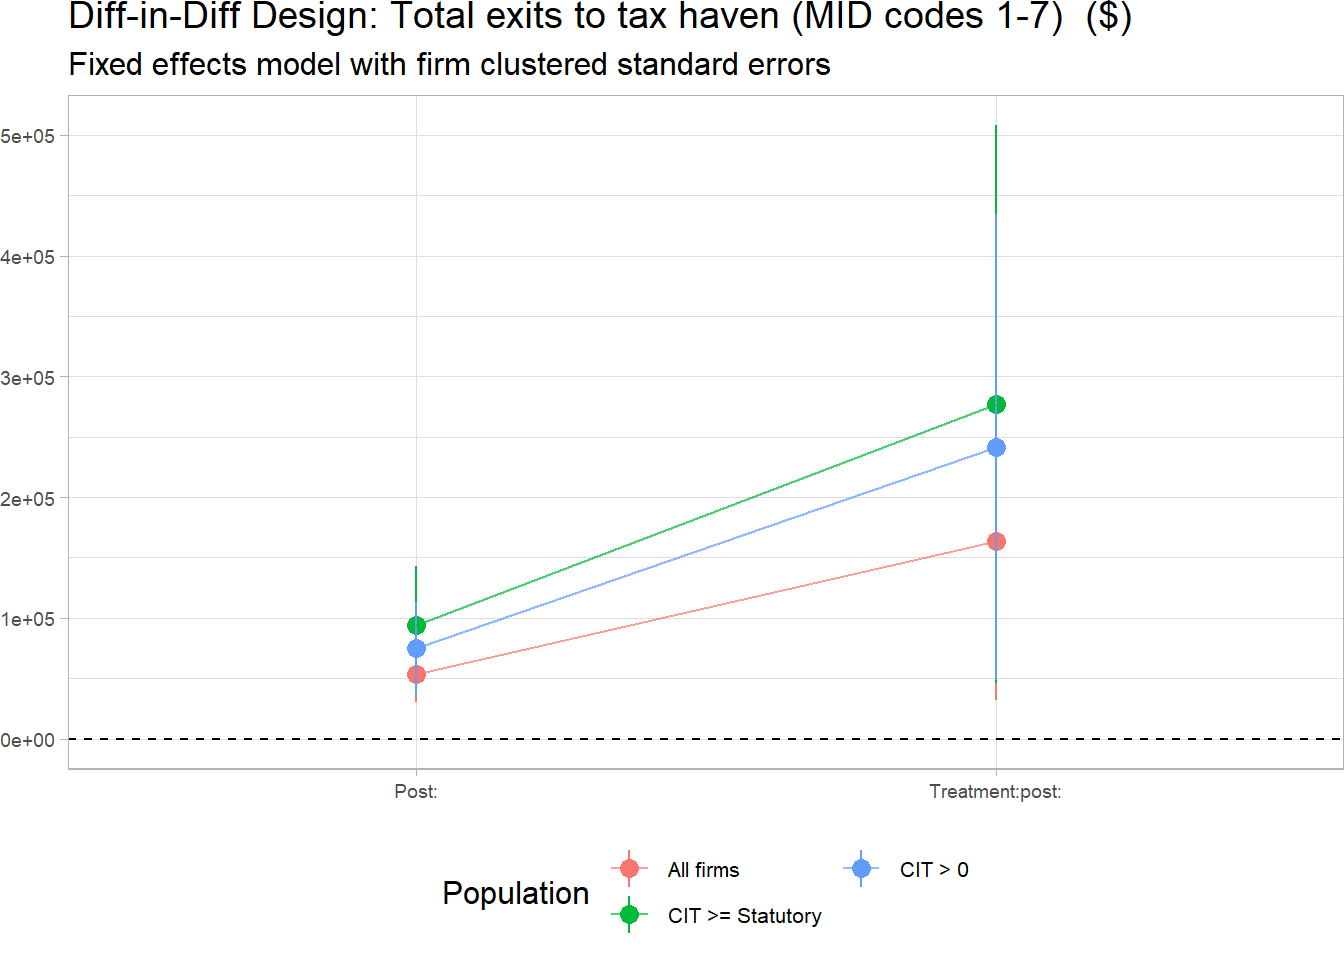 Diff-in-Diff Design: Total exits to tax haven (MID codes 1-7)  ($)
Fixed effects model with firm clustered standard errors
5e+05
4e+05
3e+05
2e+05
1e+05
0e+00
Post:
Treatment:post:
Population
All firms
CIT > 0
CIT >= Statutory